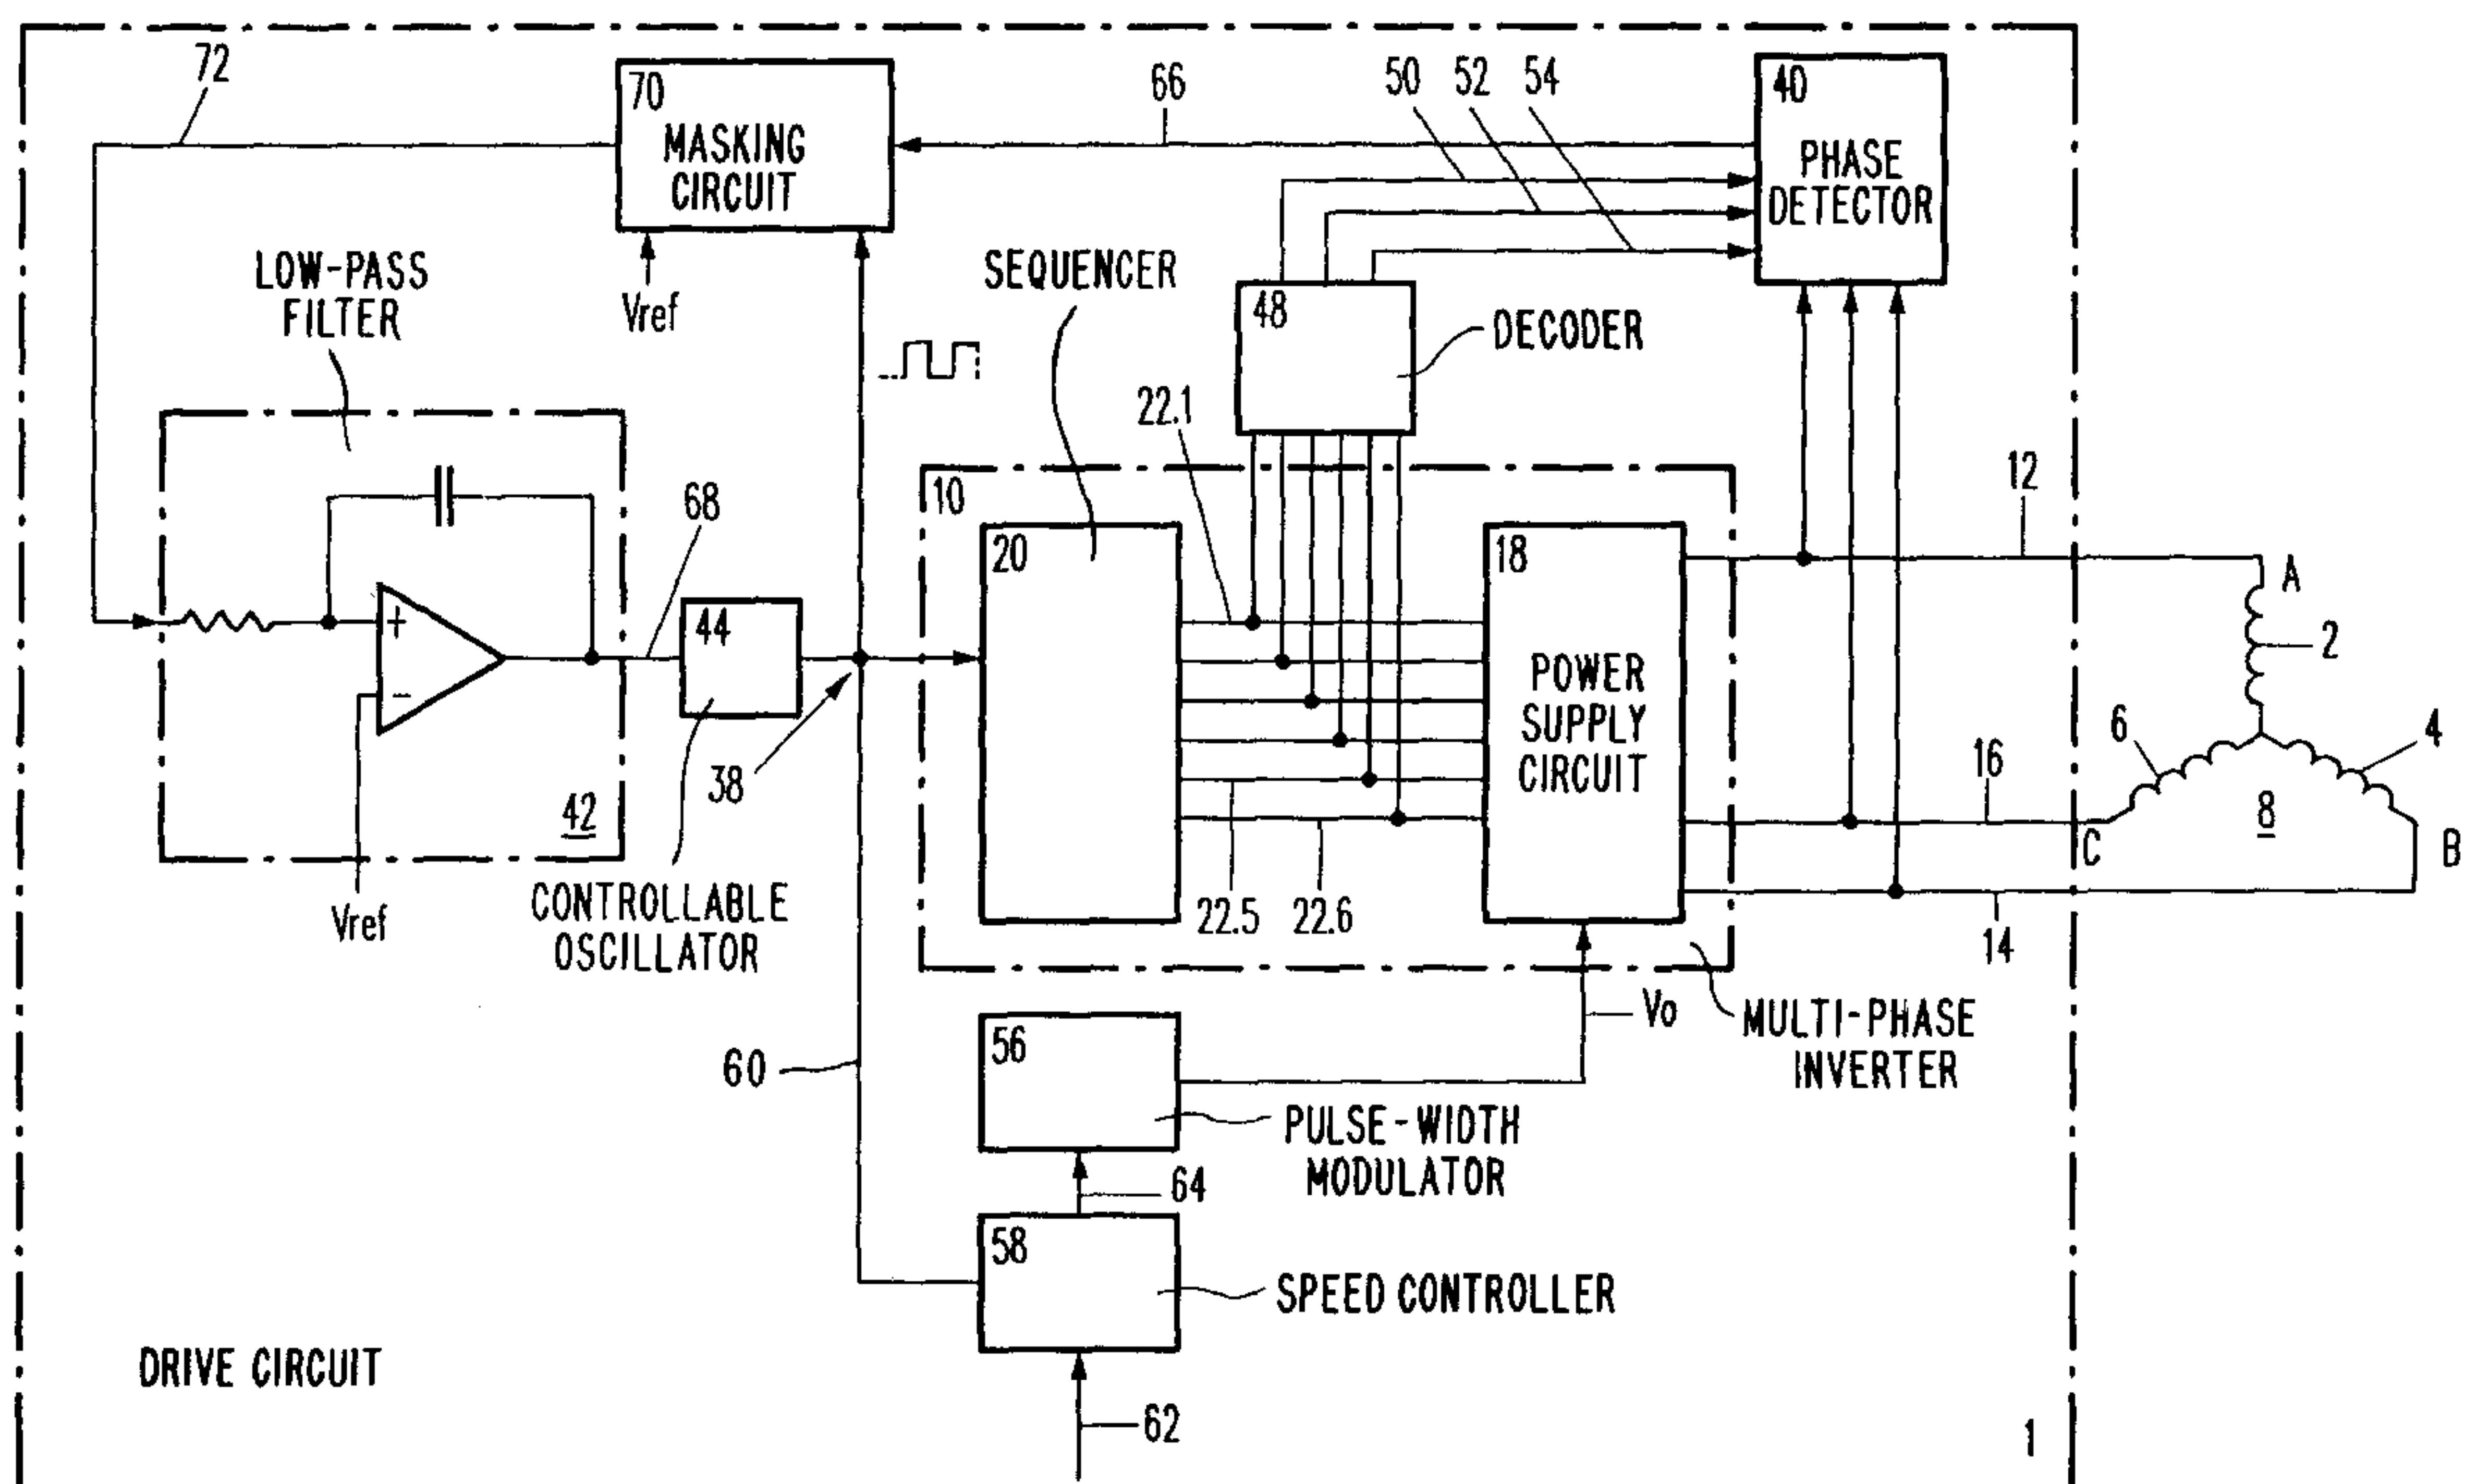 72
70
MASKING
CIRCUIT
66
50
52
54
40
PHASE
DETECTOR
LOW-PASS
FILTER
Vref
SEQUENCER
48
DECODER
22.1
10
12
68
20
18
44
A
2
POWER
SUPPLY
CIRCUIT
+
−
38
6
4
16
8
42
C
B
Vref
CONTROLLABLE
OSCILLATOR
22.5
22.6
14
Vo
MULTI-PHASE
INVERTER
56
60
PULSE-WIDTH
MODULATOR
64
58
SPEED CONTROLLER
DRIVE CIRCUIT
62
1